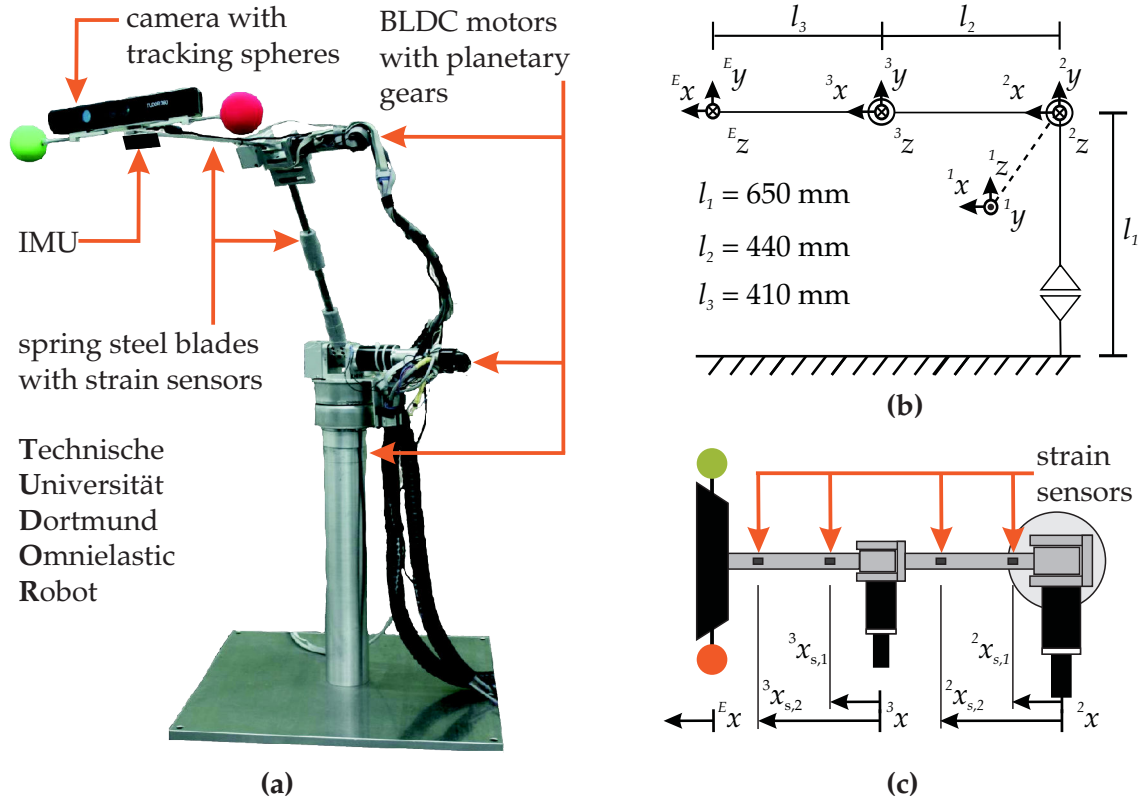 camera with
tracking spheres
BLDC motors
with planetary
gears
IMU
spring steel blades
with strain sensors
Technische
Universität
Dortmund
Omnielastic
Robot
(a)
l₃
l₂
ᴱx
ᴱy
ᴱz
³x
³y
³z
²x
²y
²z
¹x
¹z
¹y
l₁ = 650 mm
l₂ = 440 mm
l₃ = 410 mm
l₁
(b)
strain
sensors
³xₛ,₁
²xₛ,₁
³xₛ,₂
²xₛ,₂
ᴱx
³x
²x
(c)